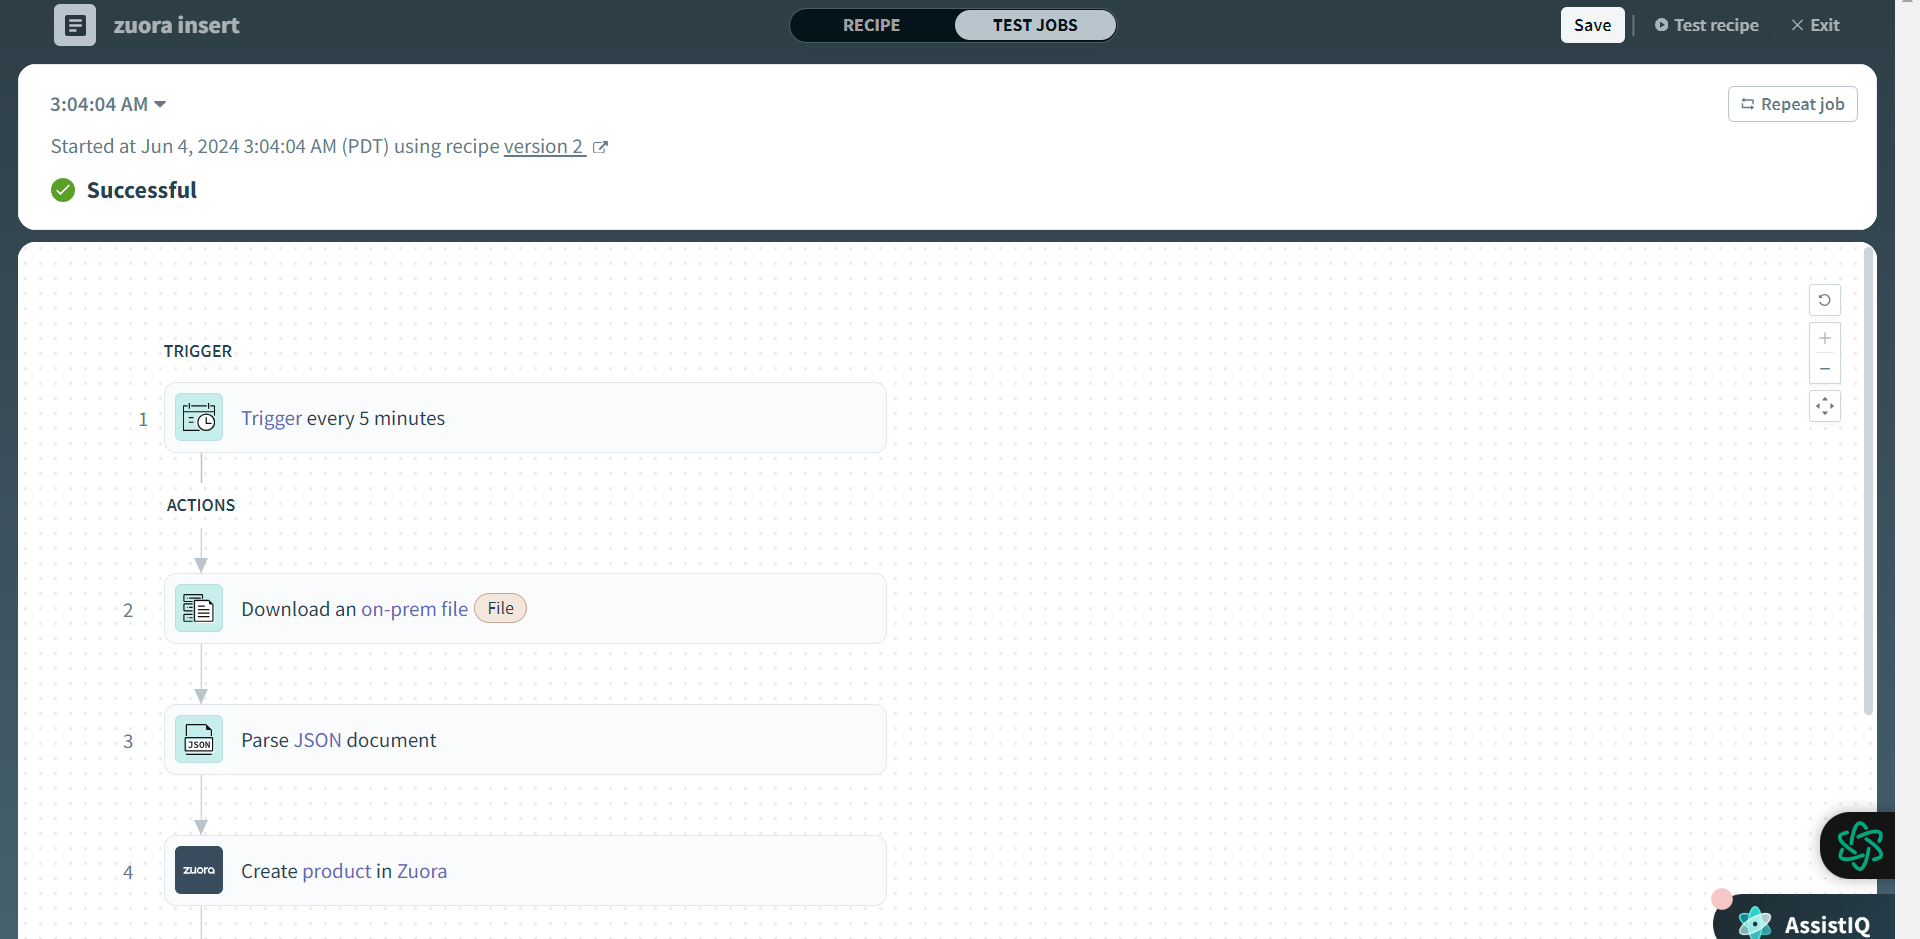 zuora insert
RECIPE
TEST JOBS
Save
Test recipe
Exit
3:04:04 AM
Repeat job
Started at Jun 4, 2024 3:04:04 AM (PDT) using recipe version 2
Successful
TRIGGER
1
Trigger every 5 minutes
ACTIONS
2
Download an on-prem file File
3
JSON
Parse JSON document
4
zuora
Create product in Zuora
AssistIQ